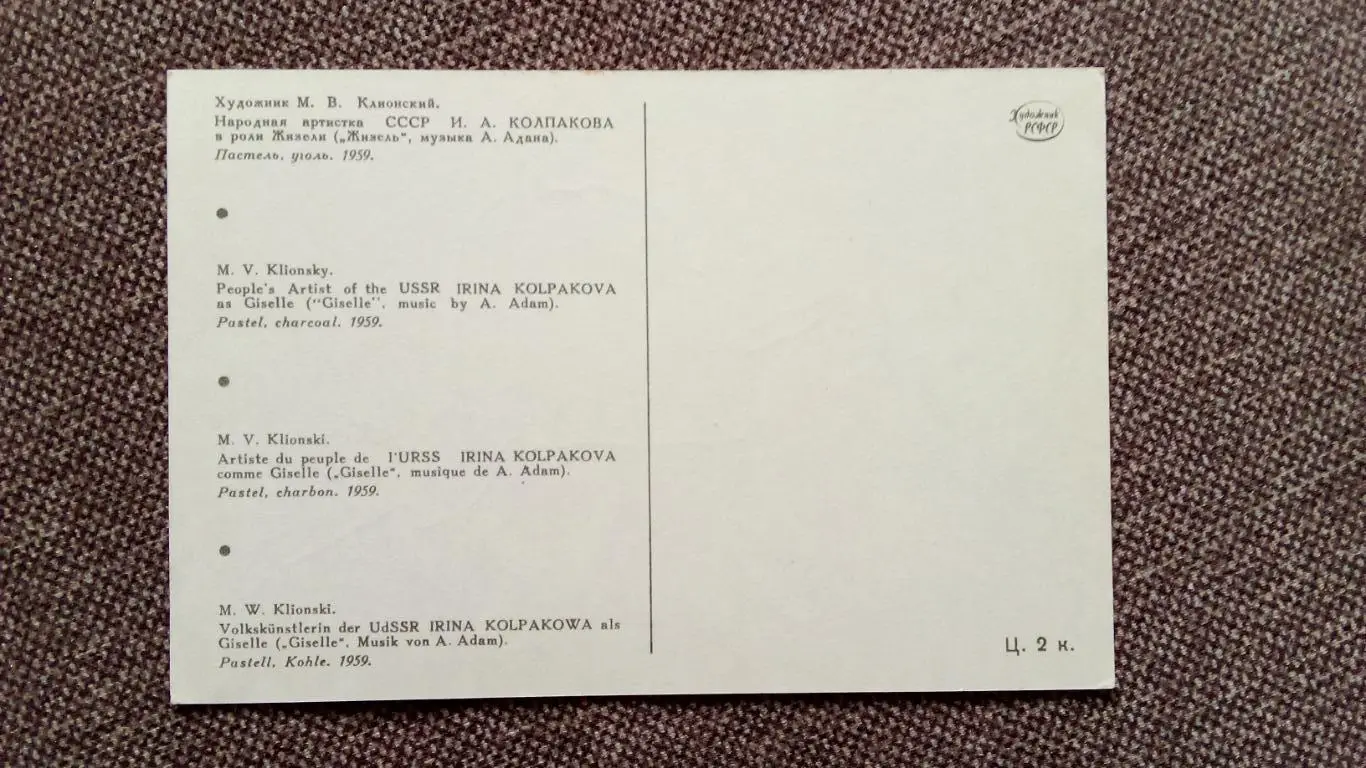 Художник М. В. Клионский.
Народная артистка СССР И. А. КОЛПАКОВА
в роли Жизели („Жизель“, музыка А. Адана).
Пастель, уголь. 1959.
M. V. Klionsky.
People's Artist of the USSR IRINA KOLPAKOVA
as Giselle ("Giselle", music by A. Adam).
Pastel, charcoal. 1959.
M. V. Klionski.
Artiste du peuple de l'URSS IRINA KOLPAKOVA
comme Giselle („Giselle“, musique de A. Adam).
Pastel, charbon. 1959.
M. W. Klionski.
Volkskünstlerin der UdSSR IRINA KOLPAKOWA als
Giselle („Giselle“, Musik von A. Adam).
Pastell, Kohle. 1959.
Художник
РСФСР
Ц. 2 к.